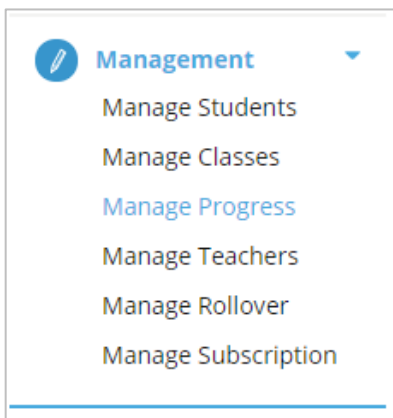 Management
Manage Students
Manage Classes
Manage Progress
Manage Teachers
Manage Rollover
Manage Subscription